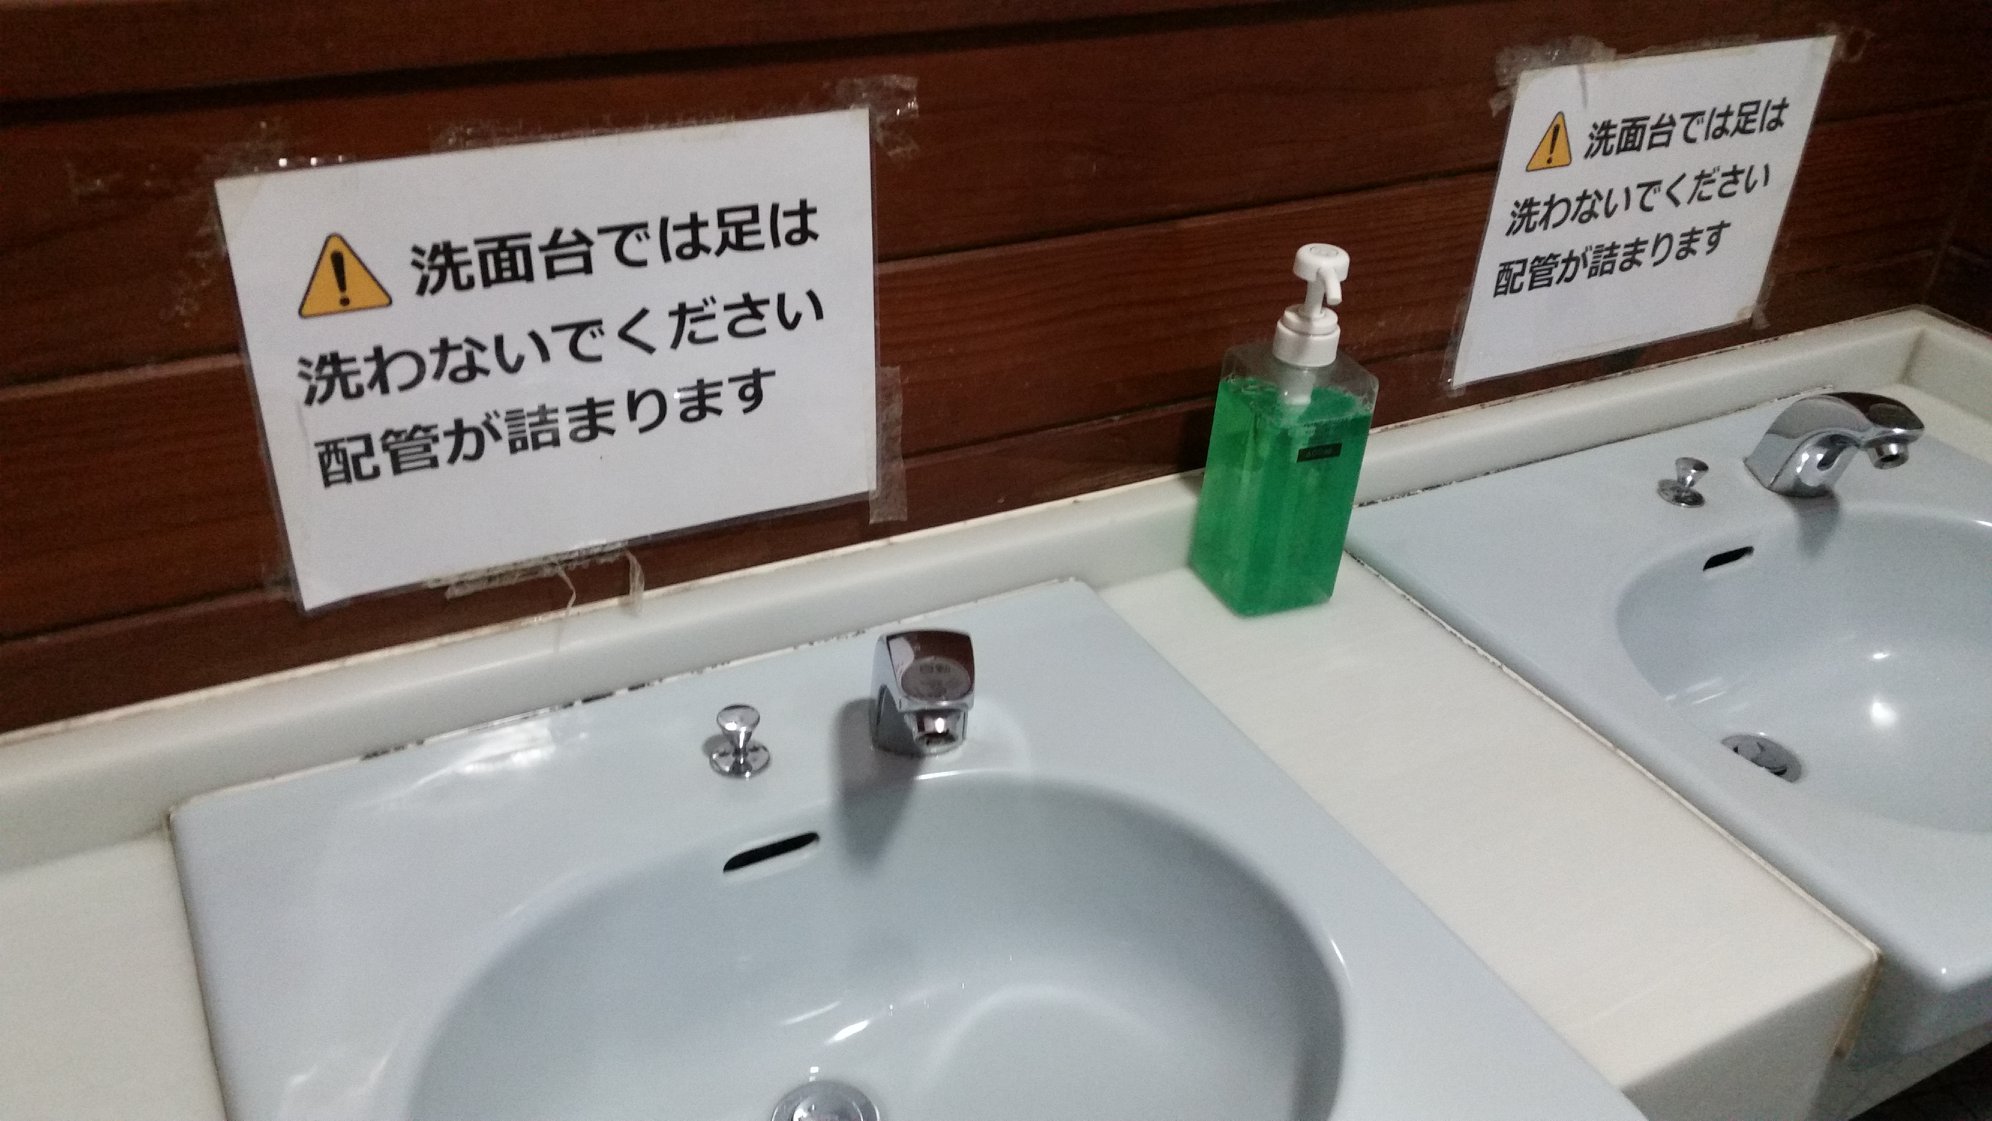 洗面台では足は
洗わないでください
配管が詰まります
洗面台では足は
洗わないでください
配管が詰まります
自動